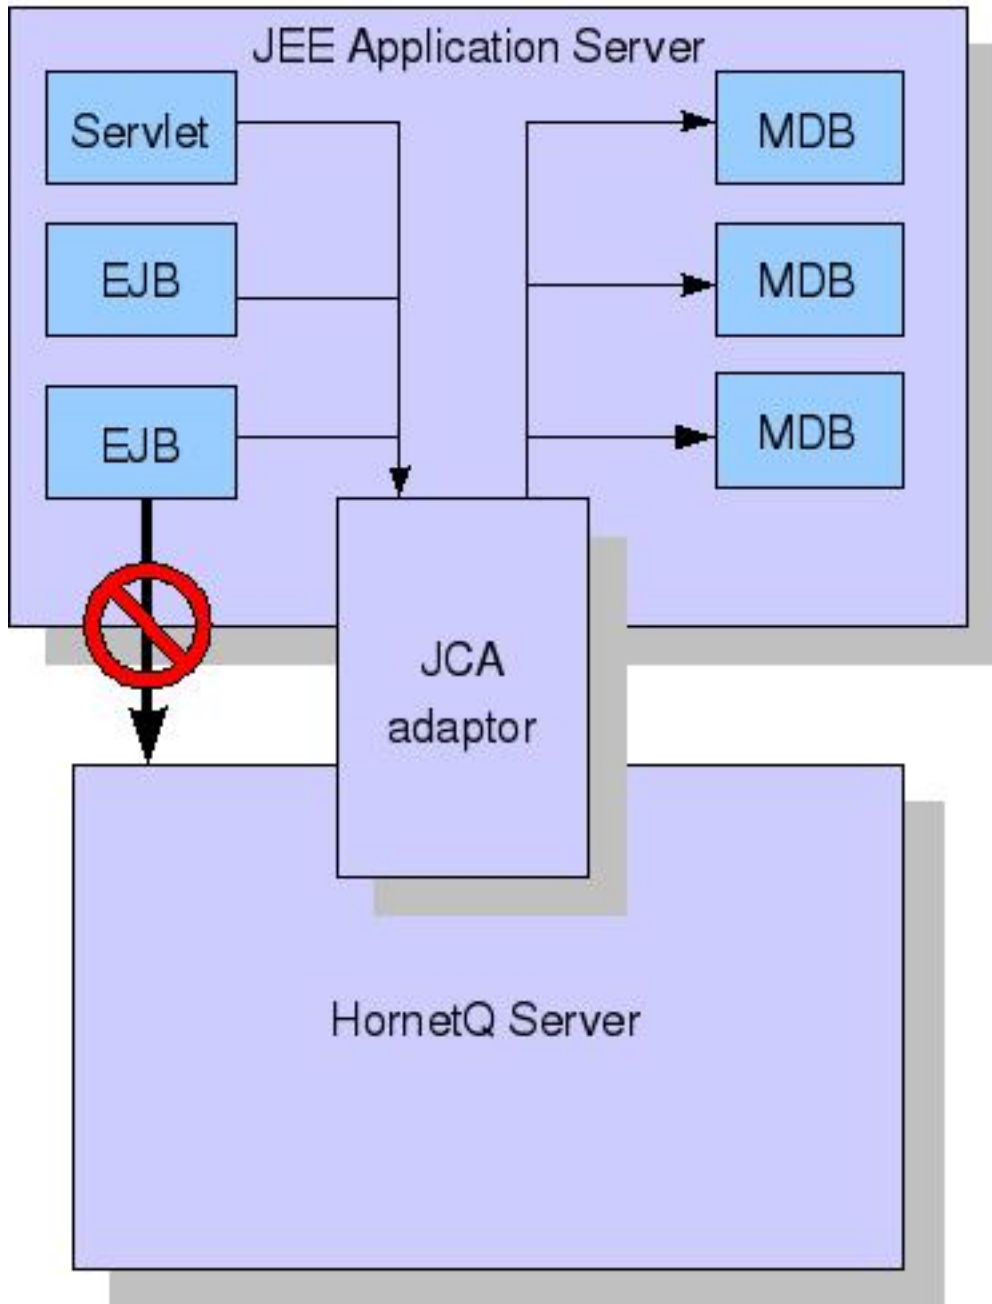 JEE Application Server
Servlet
MDB
EJB
MDB
EJB
MDB
JCA
adaptor
HornetQ Server